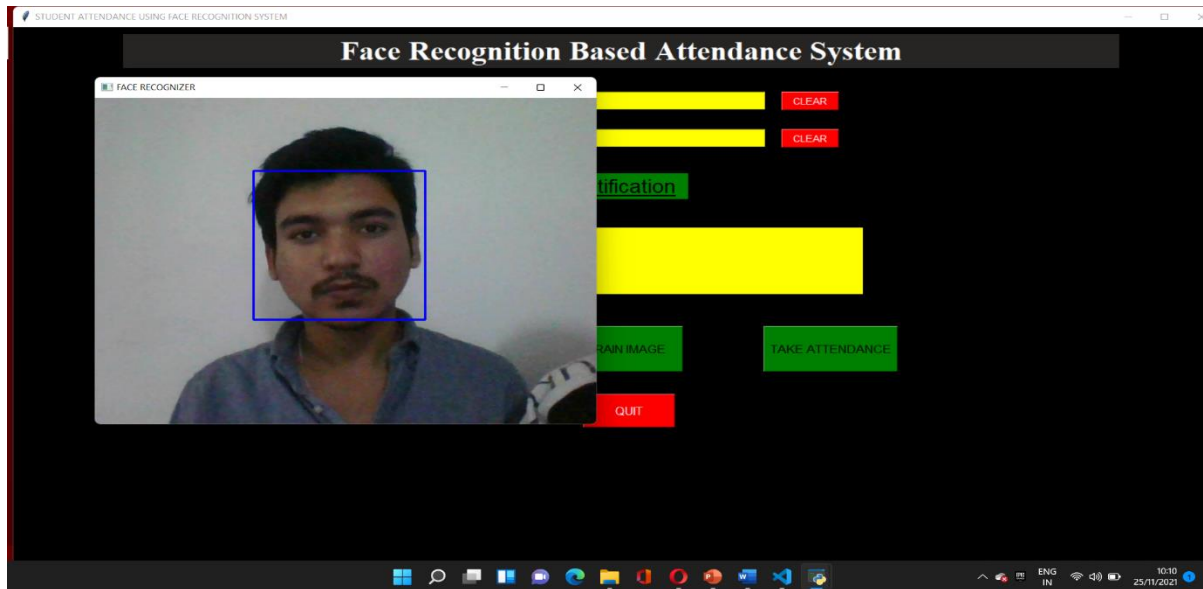 STUDENT ATTENDANCE USING FACE RECOGNITION SYSTEM
Face Recognition Based Attendance System
FACE RECOGNIZER
CLEAR
CLEAR
tification
RAIN IMAGE
TAKE ATTENDANCE
QUIT
ENG
IN
10:10
25/11/2021